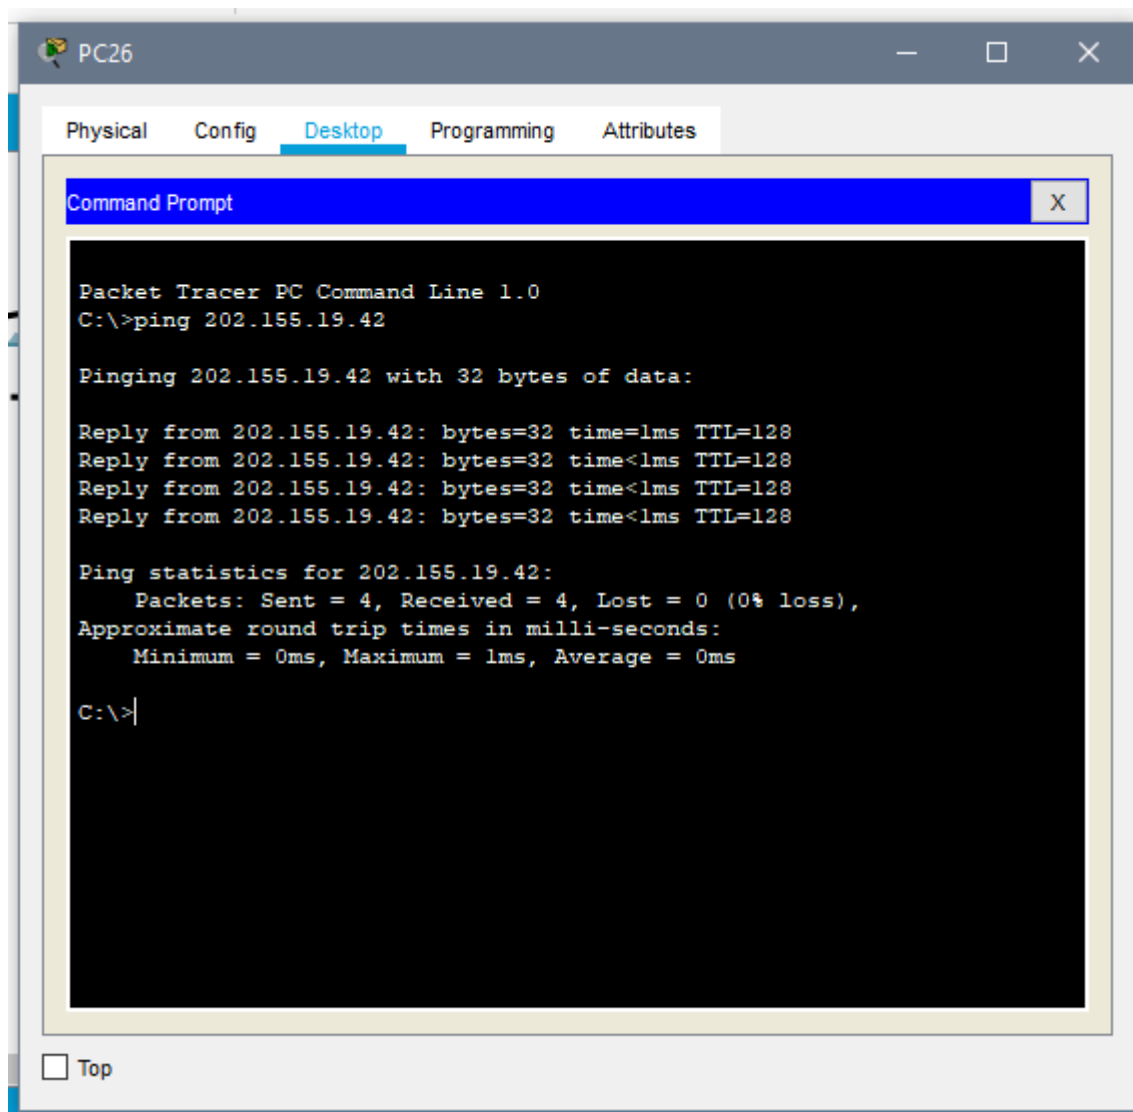 PC26
Physical Config Desktop Programming Attributes
Command Prompt
X
Packet Tracer PC Command Line 1.0
C:\>ping 202.155.19.42
Pinging 202.155.19.42 with 32 bytes of data:
Reply from 202.155.19.42: bytes=32 time=1ms TTL=128
Reply from 202.155.19.42: bytes=32 time<1ms TTL=128
Reply from 202.155.19.42: bytes=32 time<1ms TTL=128
Reply from 202.155.19.42: bytes=32 time<1ms TTL=128
Ping statistics for 202.155.19.42:
Packets: Sent = 4, Received = 4, Lost = 0 (0% loss),
Approximate round trip times in milli-seconds:
Minimum = 0ms, Maximum = 1ms, Average = 0ms
C:\>
Top